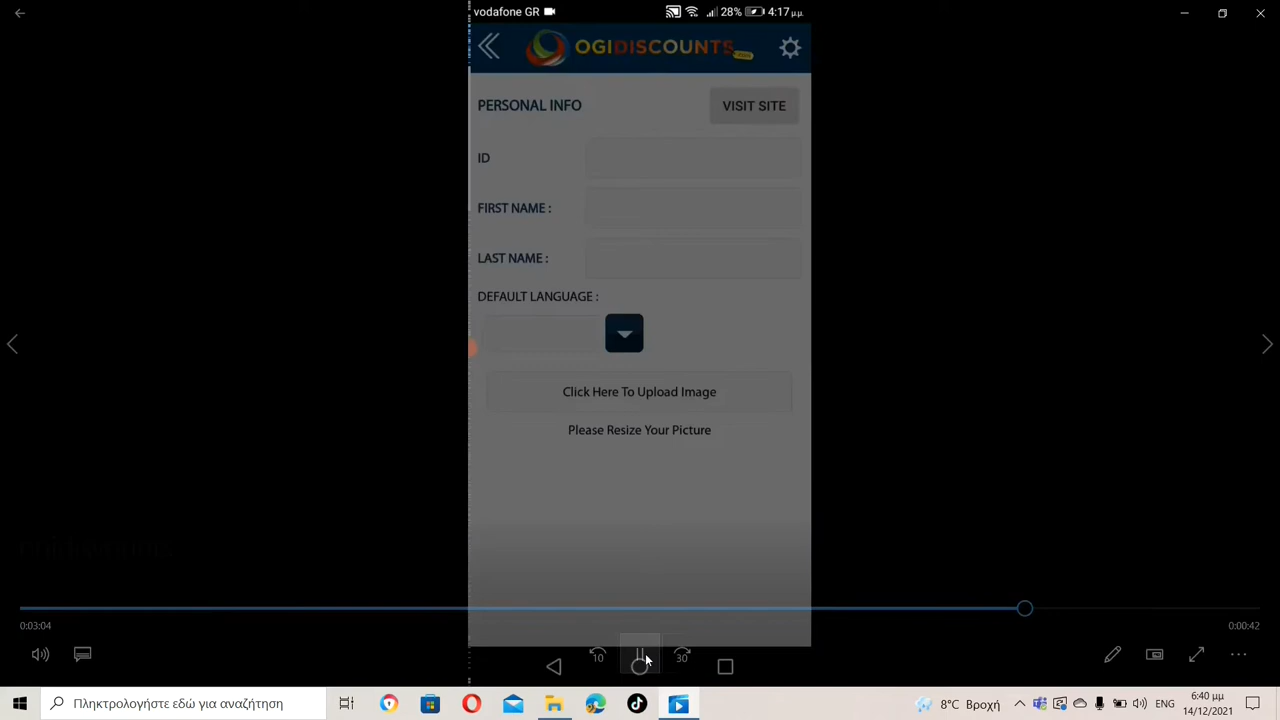 vodafone GR
28%
4:17 μ.μ.
OGIDISCOUNTS
PERSONAL INFO
VISIT SITE
ID
FIRST NAME :
LAST NAME :
DEFAULT LANGUAGE :
Click Here To Upload Image
Please Resize Your Picture
0:03:04
0:00:42
10
30
Πληκτρολογήστε εδώ για αναζήτηση
8°C Βροχή
ENG
6:40 μμ
14/12/2021